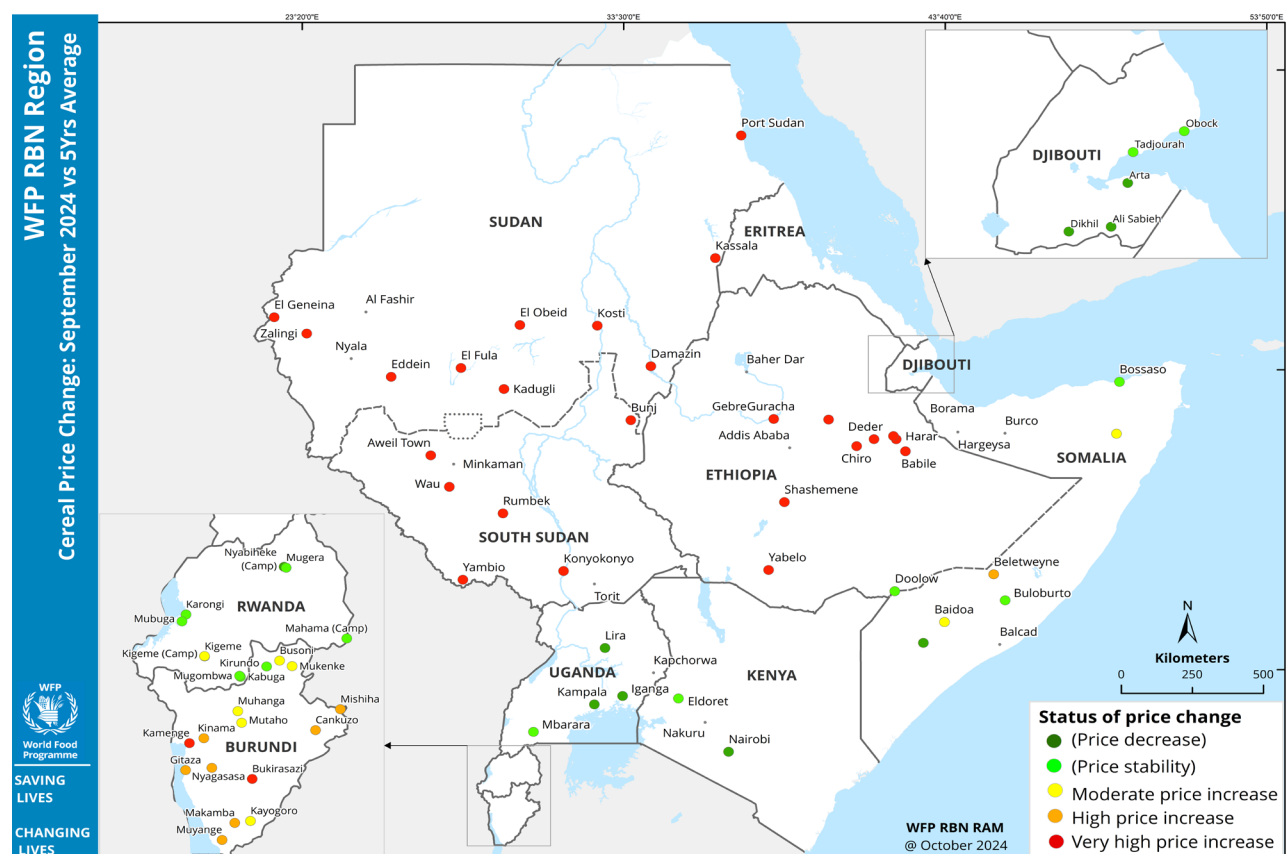 WFP RBN Region
Cereal Price Change: September 2024 vs 5Yrs Average
WFP
World Food
Programme
SAVING
LIVES
CHANGING
LIVES
23°20'0"E
33°30'0"E
43°40'0"E
53°50'0"E
Port Sudan
SUDAN
ERITREA
Kassala
El Geneina
Al Fashir
Zalingi
El Obeid
Kosti
Nyala
Eddein
El Fula
Kadugli
Damazin
Bunj
Baher Dar
GebreGuracha
Addis Ababa
Deder
Harar
Chiro
Babile
ETHIOPIA
Shashemene
Yabelo
DJIBOUTI
Obock
Tadjourah
DJIBOUTI
Arta
Dikhil
Ali Sabieh
Bossaso
Borama
Burco
Hargeysa
SOMALIA
Beletweyne
Doolow
Buloburto
Baidoa
Balcad
Aweil Town
Minkaman
Wau
Rumbek
SOUTH SUDAN
Yambio
Konyokonyo
Torit
Lira
UGANDA
Kapchorwa
Kampala
Iganga
Mbarara
KENYA
Eldoret
Nakuru
Nairobi
Nyabiheke
(Camp)
Mugera
RWANDA
Karongi
Mubuga
Mahama (Camp)
Kigeme
Kigeme (Camp)
Busoni
Kirundo
Mukenke
Mugombwa
Kabuga
Muhanga
Mishiha
Mutaho
Kinama
Cankuzo
Kamenge
BURUNDI
Gitaza
Nyagasasa
Bukirasazi
Makamba
Kayogoro
Muyange
N
Kilometers
0 250 500
Status of price change
(Price decrease)
(Price stability)
Moderate price increase
High price increase
Very high price increase
WFP RBN RAM
@ October 2024